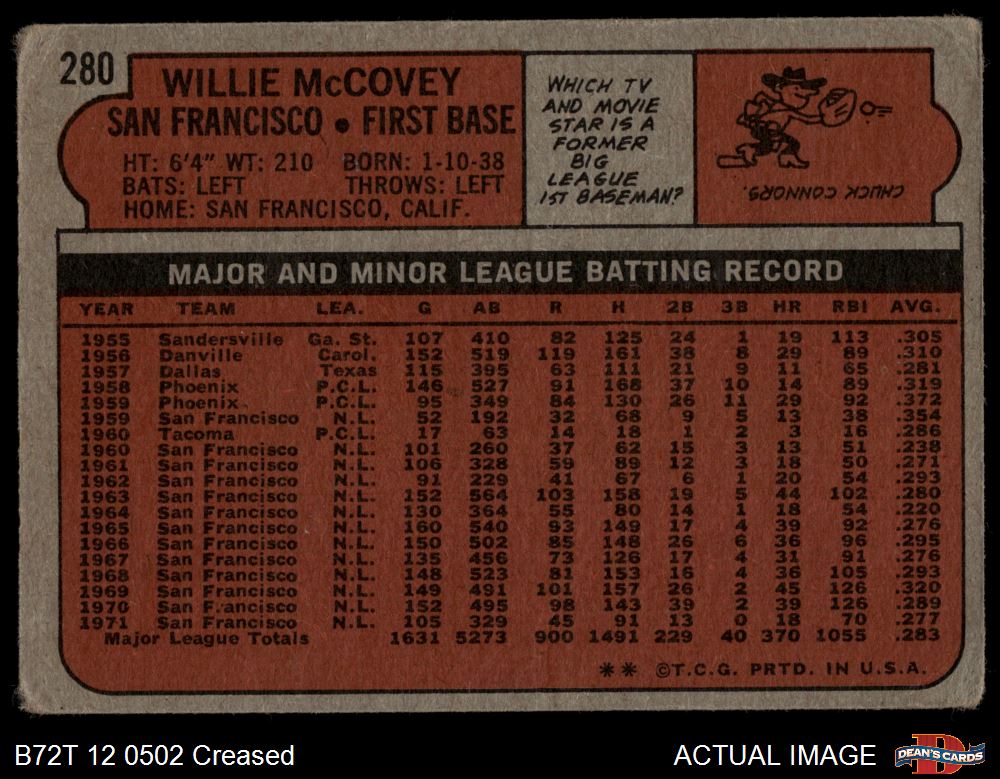 280
WILLIE McCOVEY
SAN FRANCISCO • FIRST BASE
HT: 6'4" WT: 210 BORN: 1-10-38
BATS: LEFT THROWS: LEFT
HOME: SAN FRANCISCO, CALIF.
WHICH TV
AND MOVIE
STAR IS A
FORMER
BIG
LEAGUE
1ST BASEMAN?
CHUCK CONNORS.
MAJOR AND MINOR LEAGUE BATTING RECORD
YEAR TEAM LEA. G AB R H 2B 3B HR RBI AVG.
1955 Sandersville Ga. St. 107 410 82 125 24 1 19 113 .305
1956 Danville Carol. 152 519 119 161 38 8 29 89 .310
1957 Dallas Texas 115 395 63 111 21 9 11 65 .281
1958 Phoenix P.C.L. 146 527 91 168 37 10 14 89 .319
1959 Phoenix P.C.L. 95 349 84 130 26 11 29 92 .372
1959 San Francisco N.L. 52 192 32 68 9 5 13 38 .354
1960 Tacoma P.C.L. 17 63 14 18 1 2 3 16 .286
1960 San Francisco N.L. 101 260 37 62 15 3 13 51 .238
1961 San Francisco N.L. 106 328 59 89 12 3 18 50 .271
1962 San Francisco N.L. 91 229 41 67 6 1 20 54 .293
1963 San Francisco N.L. 152 564 103 158 19 5 44 102 .280
1964 San Francisco N.L. 130 364 55 80 14 1 18 54 .220
1965 San Francisco N.L. 160 540 93 149 17 4 39 92 .276
1966 San Francisco N.L. 150 502 85 148 26 6 36 96 .295
1967 San Francisco N.L. 135 456 73 126 17 4 31 91 .276
1968 San Francisco N.L. 148 523 81 153 16 4 36 105 .293
1969 San Francisco N.L. 149 491 101 157 26 2 45 126 .320
1970 San Francisco N.L. 152 495 98 143 39 2 39 126 .289
1971 San Francisco N.L. 105 329 45 91 13 0 18 70 .277
Major League Totals 1631 5273 900 1491 229 40 370 1055 .283
** ©T.C.G. PRTD. IN U.S.A.
B72T 12 0502 Creased
ACTUAL IMAGE
DEAN'S CARDS